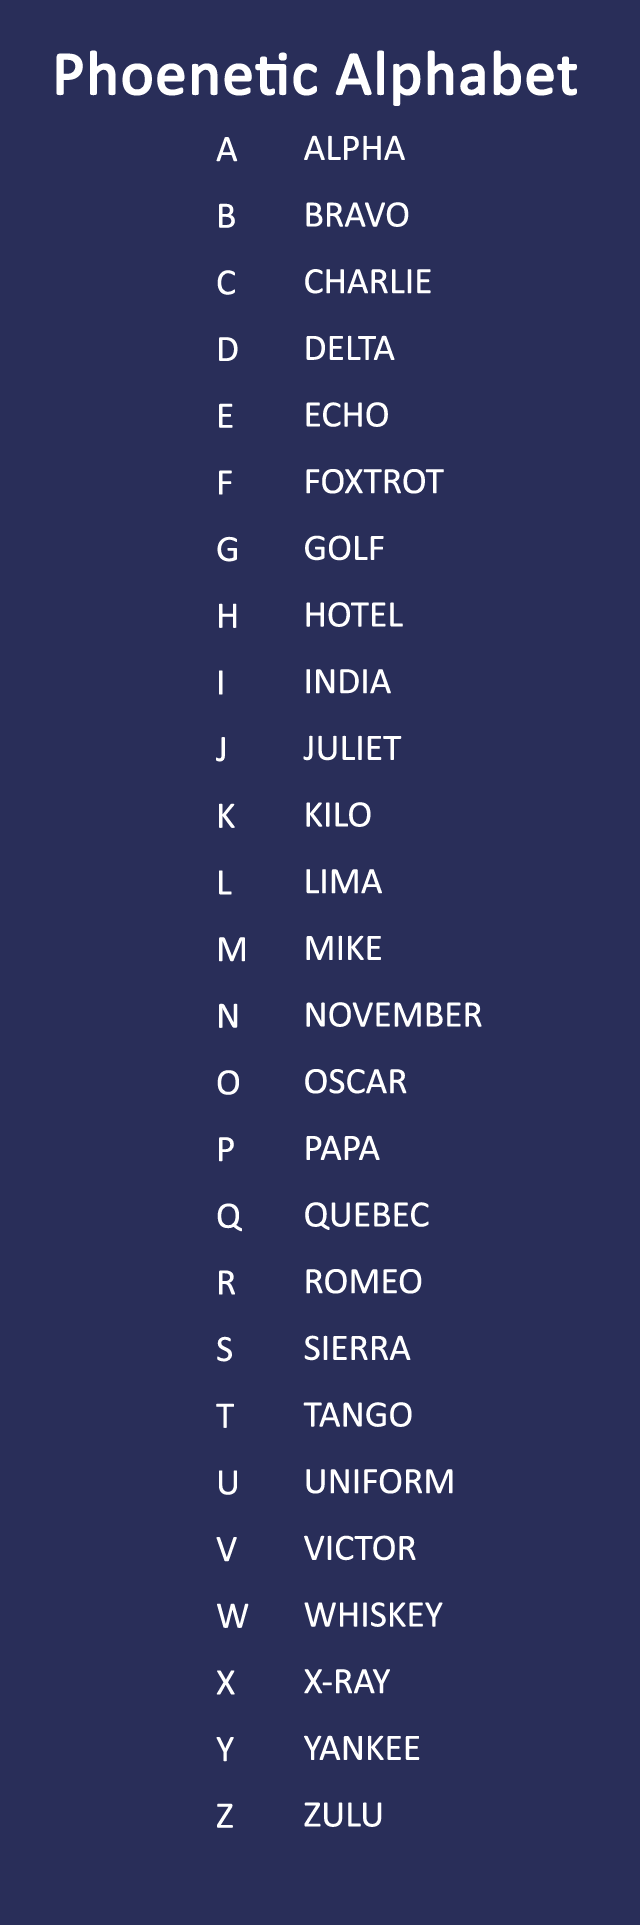 Phoenetic Alphabet
A ALPHA
B BRAVO
C CHARLIE
D DELTA
E ECHO
F FOXTROT
G GOLF
H HOTEL
I INDIA
J JULIET
K KILO
L LIMA
M MIKE
N NOVEMBER
O OSCAR
P PAPA
Q QUEBEC
R ROMEO
S SIERRA
T TANGO
U UNIFORM
V VICTOR
W WHISKEY
X X-RAY
Y YANKEE
Z ZULU